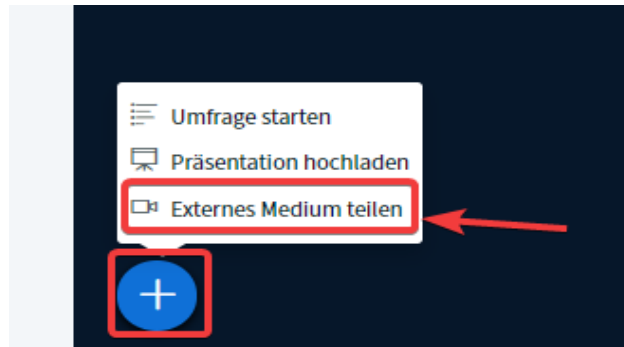 Umfrage starten
Präsentation hochladen
Externes Medium teilen